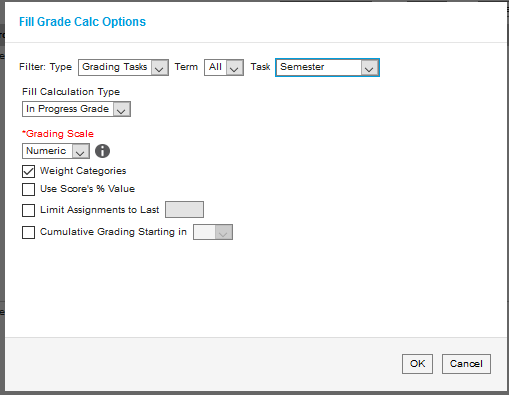 Fill Grade Calc Options
Filter: Type Grading Tasks Term All Task Semester
Fill Calculation Type
In Progress Grade
*Grading Scale
Numeric
Weight Categories
Use Score's % Value
Limit Assignments to Last
Cumulative Grading Starting in
OK Cancel